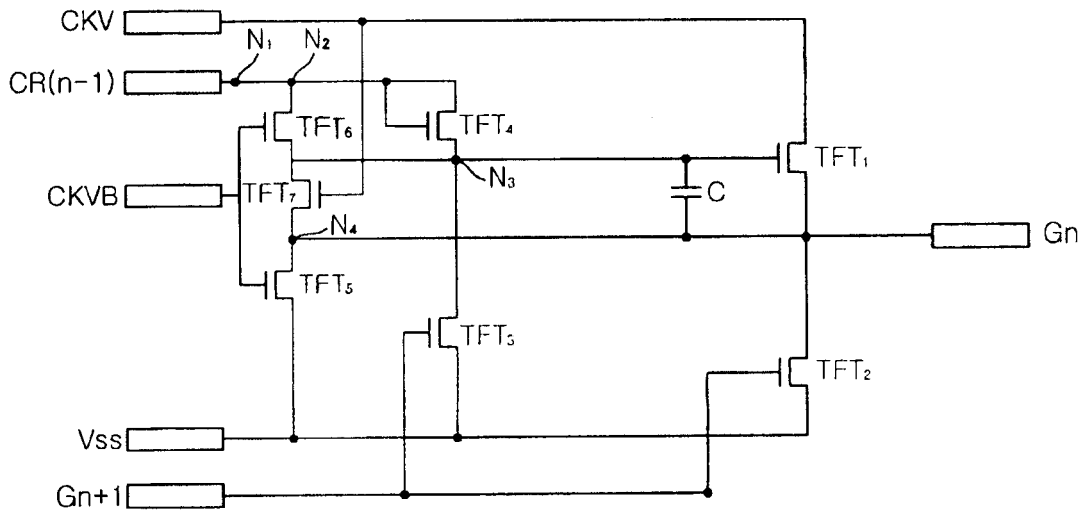 CKV
N₁
N₂
CR(n-1)
TFT₆
TFT₄
TFT₁
N₃
CKVB
TFT₇
C
N₄
Gn
TFT₅
TFT₃
TFT₂
Vss
Gn+1